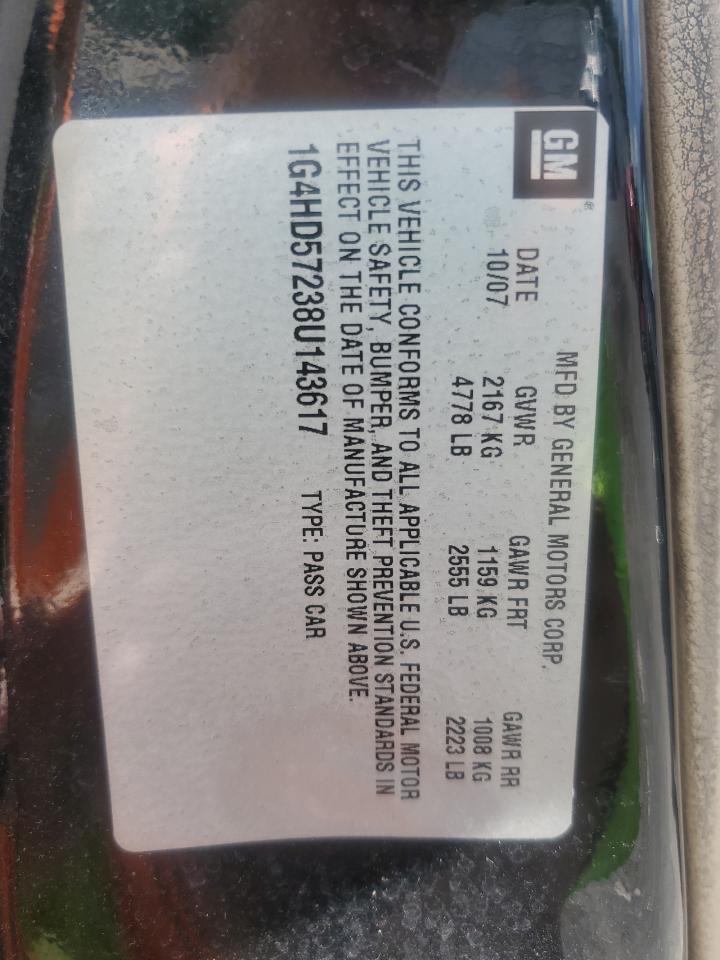 GM®
MFD BY GENERAL MOTORS CORP.
DATE GVWR GAWR FRT GAWR RR
10/07 2167 KG 1159 KG 1008 KG
4778 LB 2555 LB 2223 LB
THIS VEHICLE CONFORMS TO ALL APPLICABLE U.S. FEDERAL MOTOR
VEHICLE SAFETY, BUMPER, AND THEFT PREVENTION STANDARDS IN
EFFECT ON THE DATE OF MANUFACTURE SHOWN ABOVE.
1G4HD57238U143617 TYPE: PASS CAR